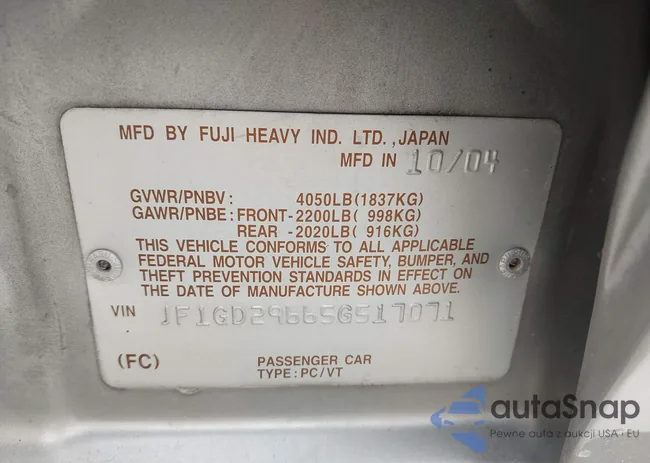 MFD BY FUJI HEAVY IND. LTD., JAPAN
MFD IN 10/04
GVWR/PNBV: 4050LB(1837KG)
GAWR/PNBE: FRONT-2200LB( 998KG)
REAR -2020LB( 916KG)
THIS VEHICLE CONFORMS TO ALL APPLICABLE
FEDERAL MOTOR VEHICLE SAFETY, BUMPER, AND
THEFT PREVENTION STANDARDS IN EFFECT ON
THE DATE OF MANUFACTURE SHOWN ABOVE.
VIN JF1GD29665G517071
(FC) PASSENGER CAR
TYPE: PC/VT
autaSnap
Pewne auta z aukcji USA i EU